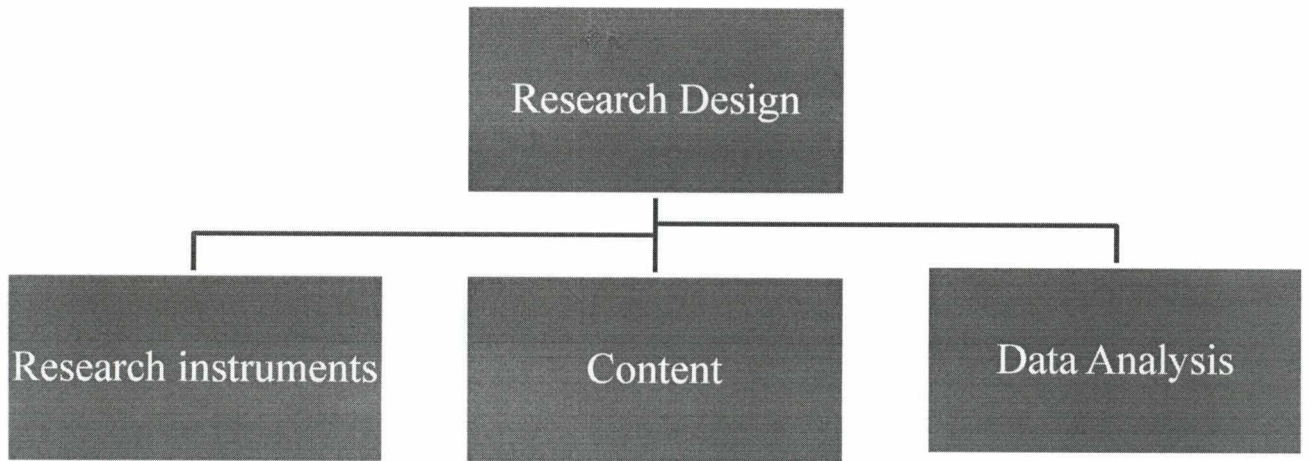 Research Design
Research instruments
Content
Data Analysis